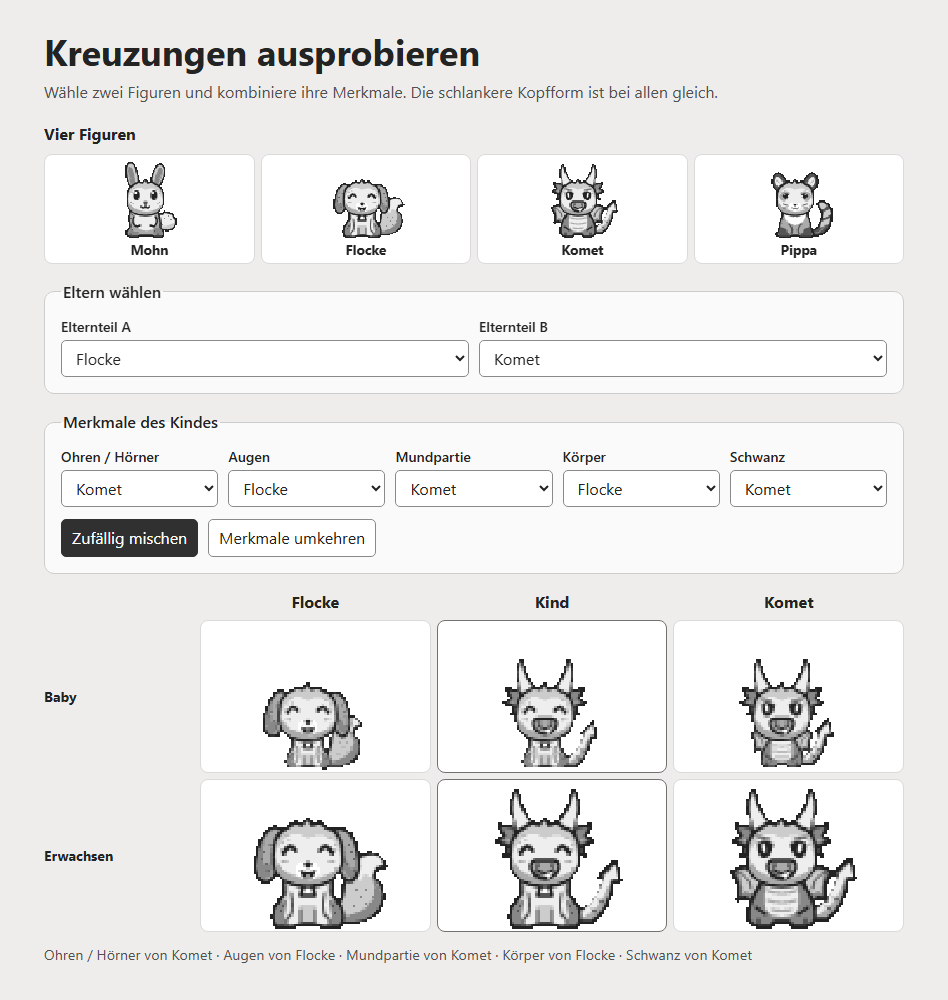 Kreuzungen ausprobieren
Wähle zwei Figuren und kombiniere ihre Merkmale. Die schlankere Kopfform ist bei allen gleich.
Vier Figuren
Mohn
Flocke
Komet
Pippa
Eltern wählen
Elternteil A
Elternteil B
Flocke
Komet
Merkmale des Kindes
Ohren / Hörner
Augen
Mundpartie
Körper
Schwanz
Komet
Flocke
Komet
Flocke
Komet
Zufällig mischen
Merkmale umkehren
Flocke
Kind
Komet
Baby
Erwachsen
Ohren / Hörner von Komet · Augen von Flocke · Mundpartie von Komet · Körper von Flocke · Schwanz von Komet